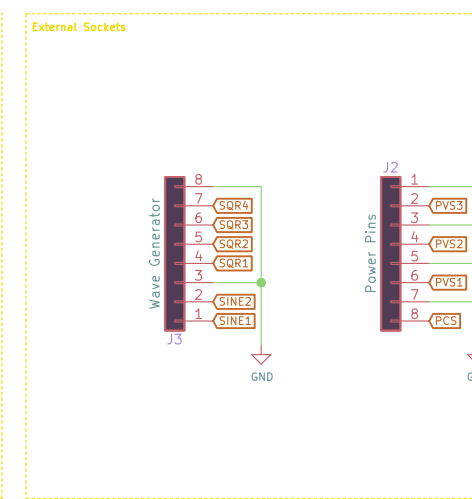 External Sockets
J2
Wave Generator
8
7 SQR4
6 SQR3
5 SQR2
4 SQR1
3
2 SINE2
1 SINE1
J3
GND
Power Pins
1
2 PVS3
3
4 PVS2
5
6 PVS1
7
8 PCS
G